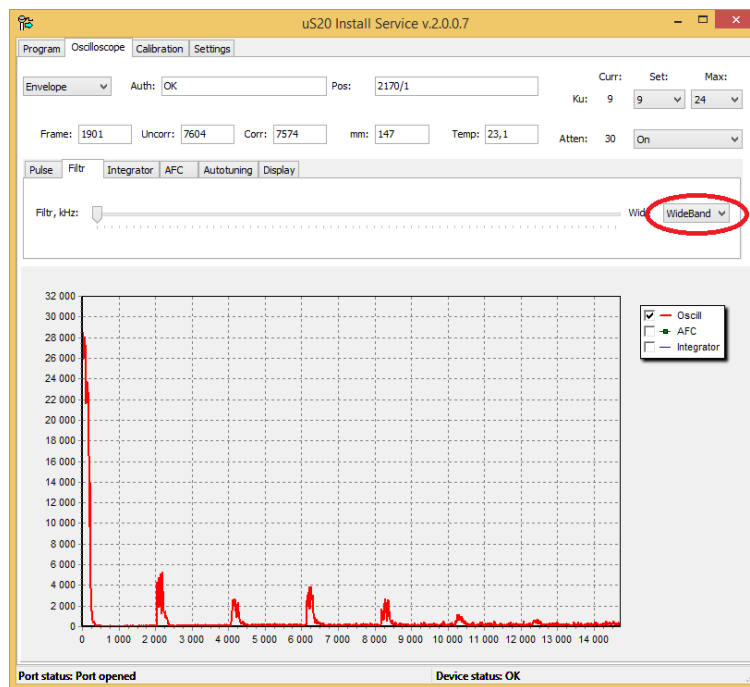 uS20 Install Service v.2.0.0.7
Program Oscilloscope Calibration Settings
Curr: Set: Max:
Envelope Auth: OK Pos: 2170/1
Ku: 9 9 24
Frame: 1901 Uncorr: 7604 Corr: 7574 mm: 147 Temp: 23,1
Atten: 30 On
Pulse Filtr Integrator AFC Autotuning Display
Filtr, kHz: WideBand
32 000
30 000
28 000
26 000
24 000
22 000
20 000
18 000
16 000
14 000
12 000
10 000
8 000
6 000
4 000
2 000
0
Oscill
AFC
Integrator
0 1 000 2 000 3 000 4 000 5 000 6 000 7 000 8 000 9 000 10 000 11 000 12 000 13 000 14 000
Port status: Port opened Device status: OK